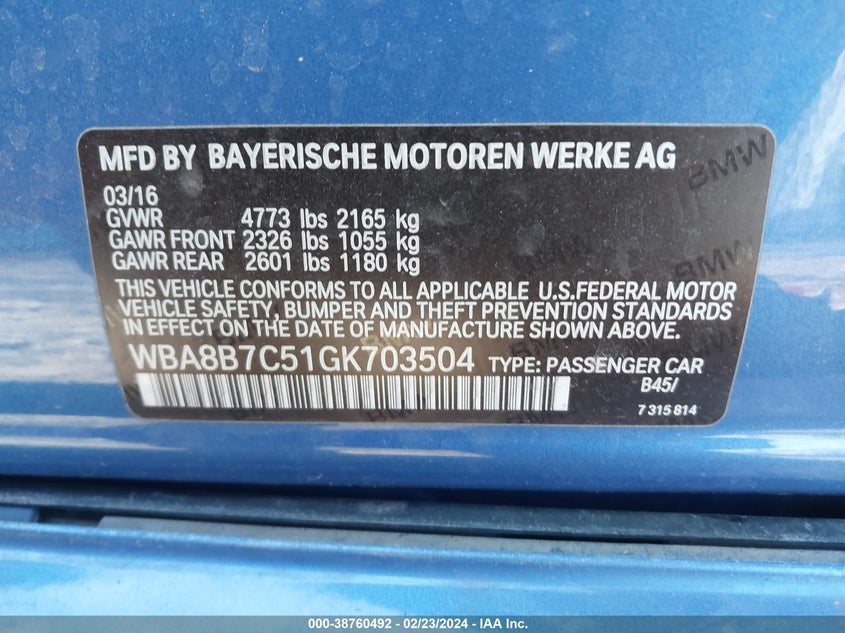 MFD BY BAYERISCHE MOTOREN WERKE AG
03/16
GVWR 4773 lbs 2165 kg
GAWR FRONT 2326 lbs 1055 kg
GAWR REAR 2601 lbs 1180 kg
THIS VEHICLE CONFORMS TO ALL APPLICABLE U.S.FEDERAL MOTOR
VEHICLE SAFETY, BUMPER AND THEFT PREVENTION STANDARDS
IN EFFECT ON THE DATE OF MANUFACTURE SHOWN ABOVE.
WBA8B7C51GK703504 TYPE: PASSENGER CAR
B45/
7 315 814
BMW
BMW
000-38760492 - 02/23/2024 - IAA Inc.